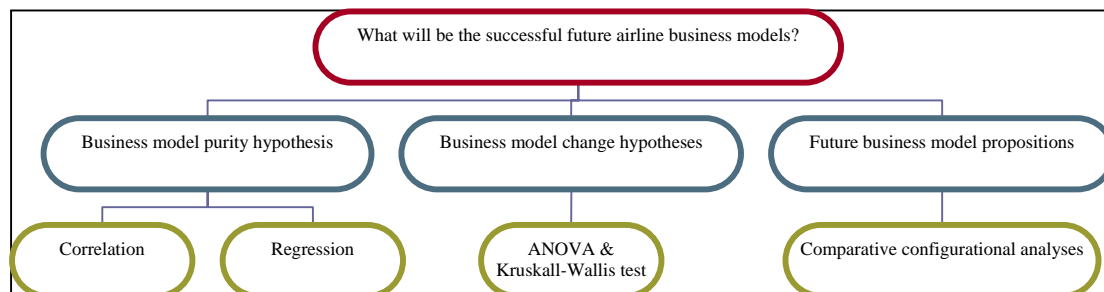 What will be the successful future airline business models?
Business model purity hypothesis
Business model change hypotheses
Future business model propositions
Correlation
Regression
ANOVA &
Kruskall-Wallis test
Comparative configurational analyses